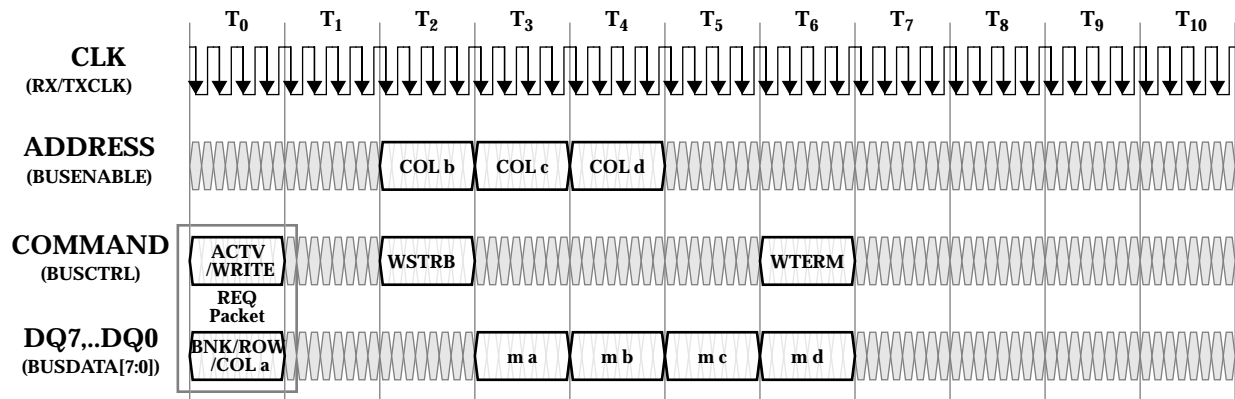 T0 T1 T2 T3 T4 T5 T6 T7 T8 T9 T10
CLK
(RX/TXCLK)
ADDRESS
(BUSENABLE)
COL b COL c COL d
COMMAND
(BUSCTRL)
ACTV
/WRITE
WSTRB WTERM
REQ
Packet
DQ7,..DQ0
(BUSDATA[7:0])
BNK/ROW
/COL a
m a m b m c m d